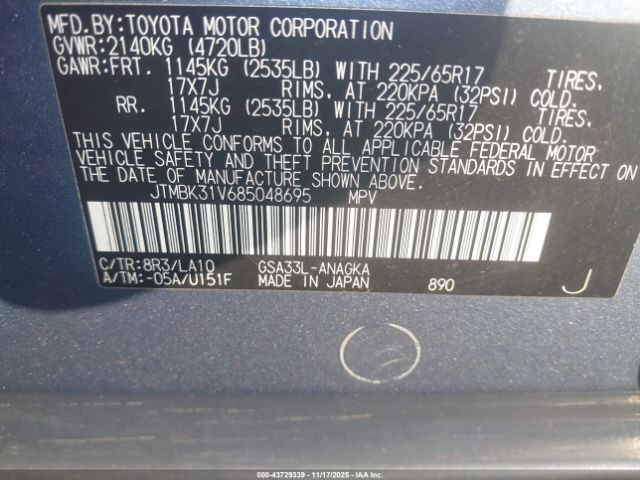 MFD.BY:TOYOTA MOTOR CORPORATION
GVWR:2140KG (4720LB)
GAWR:FRT. 1145KG (2535LB) WITH 225/65R17 TIRES,
17X7J RIMS, AT 220KPA (32PSI) COLD.
RR. 1145KG (2535LB) WITH 225/65R17 TIRES,
17X7J RIMS, AT 220KPA (32PSI) COLD.
THIS VEHICLE CONFORMS TO ALL APPLICABLE FEDERAL MOTOR
VEHICLE SAFETY AND THEFT PREVENTION STANDARDS IN EFFECT ON
THE DATE OF MANUFACTURE SHOWN ABOVE.
JTMBK31V685048695 MPV
C/TR:8R3/LA10 GSA33L-ANAGKA
A/TM:-05A/U151F MADE IN JAPAN 890 J
000-43729339 - 11/17/2025 - IAAI.CA